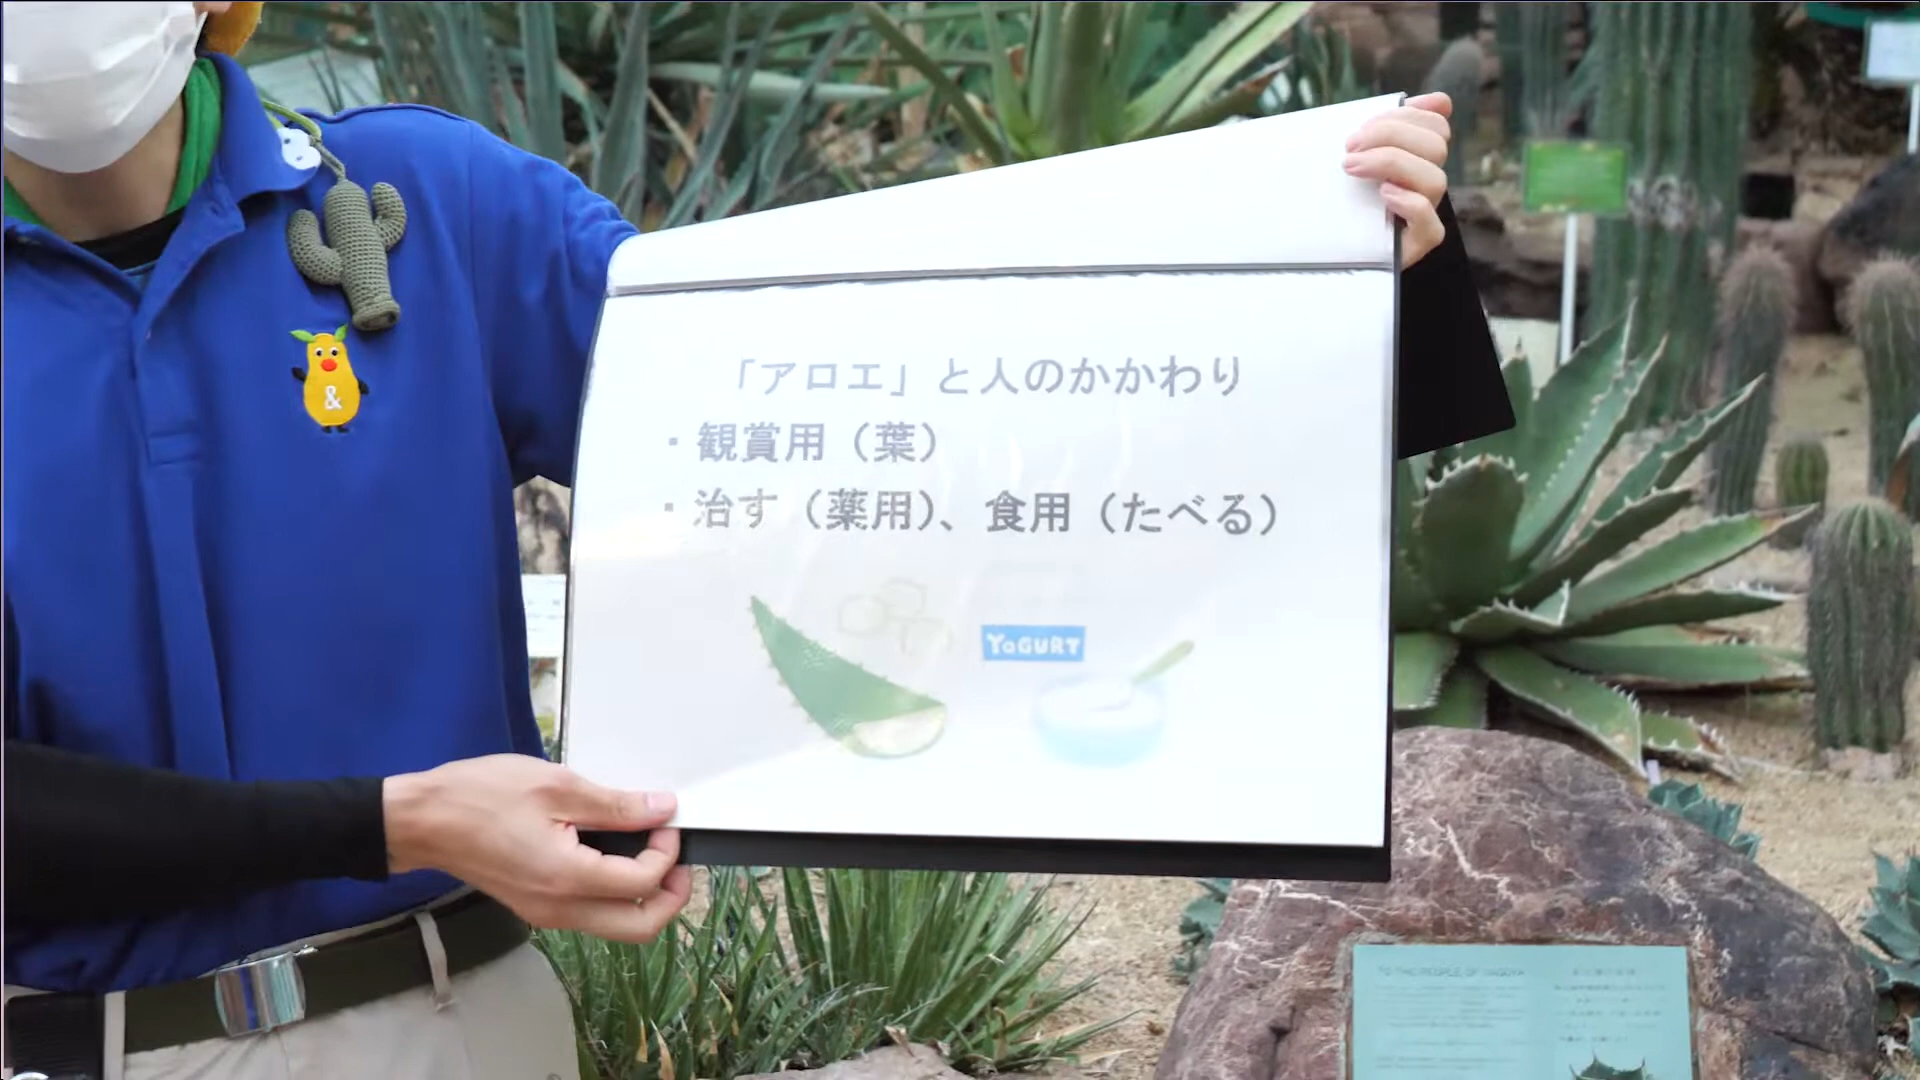 「アロエ」と人のかかわり
・観賞用（葉）
・治す（薬用）、食用（たべる）
YOGURT
&
TO THE PEOPLE OF NAGOYA